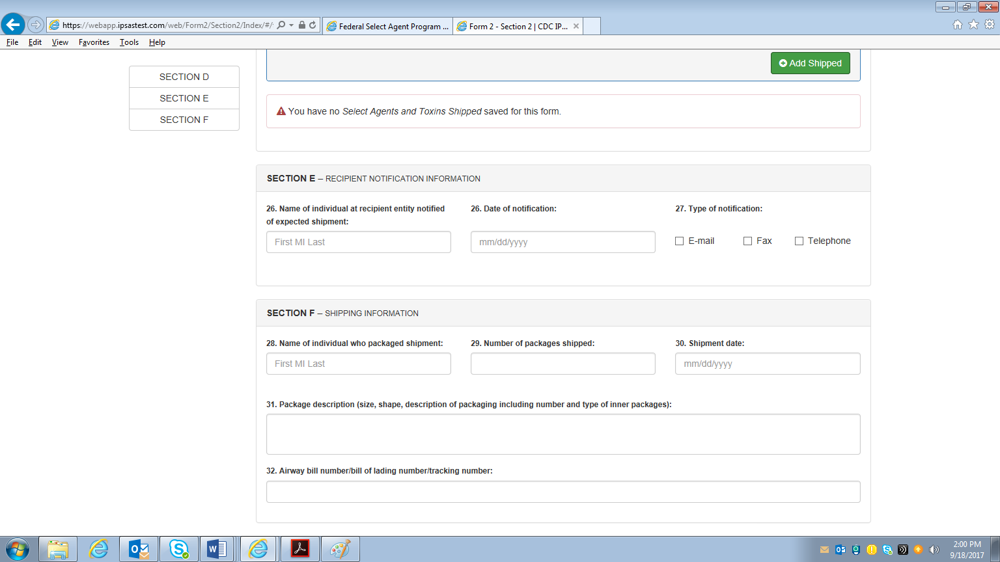 https://webapp.ipsastest.com/web/Form2/Section2/Index/#/
Federal Select Agent Program ...
Form 2 - Section 2 | CDC IP...
File Edit View Favorites Tools Help
SECTION D
SECTION E
SECTION F
Add Shipped
You have no Select Agents and Toxins Shipped saved for this form.
SECTION E – RECIPIENT NOTIFICATION INFORMATION
26. Name of individual at recipient entity notified
of expected shipment:
First MI Last
26. Date of notification:
mm/dd/yyyy
27. Type of notification:
E-mail Fax Telephone
SECTION F – SHIPPING INFORMATION
28. Name of individual who packaged shipment:
First MI Last
29. Number of packages shipped:
30. Shipment date:
mm/dd/yyyy
31. Package description (size, shape, description of packaging including number and type of inner packages):
32. Airway bill number/bill of lading number/tracking number:
2:00 PM
9/18/2017